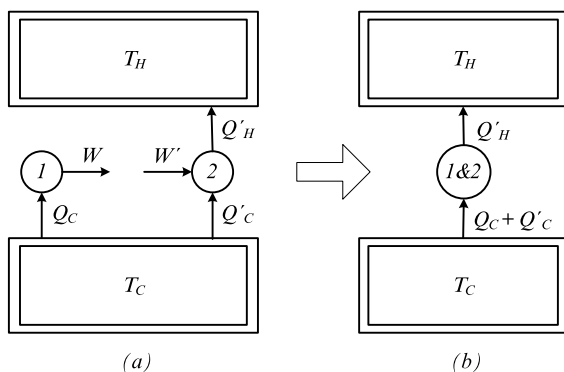 T_H T_H
Q´_H Q´_H
W W´
1 2 1&2
Q_C Q´_C Q_C + Q´_C
T_C T_C
(a) (b)